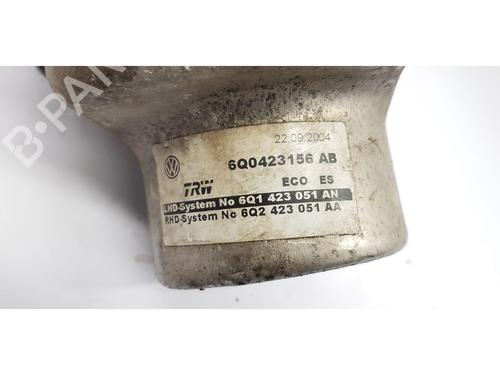 B-PARTS
22.09.2004
6Q0423156 AB
TRW
ECO ES
LHD-System No 6Q1 423 051 AN
RHD-System No 6Q2 423 051 AA